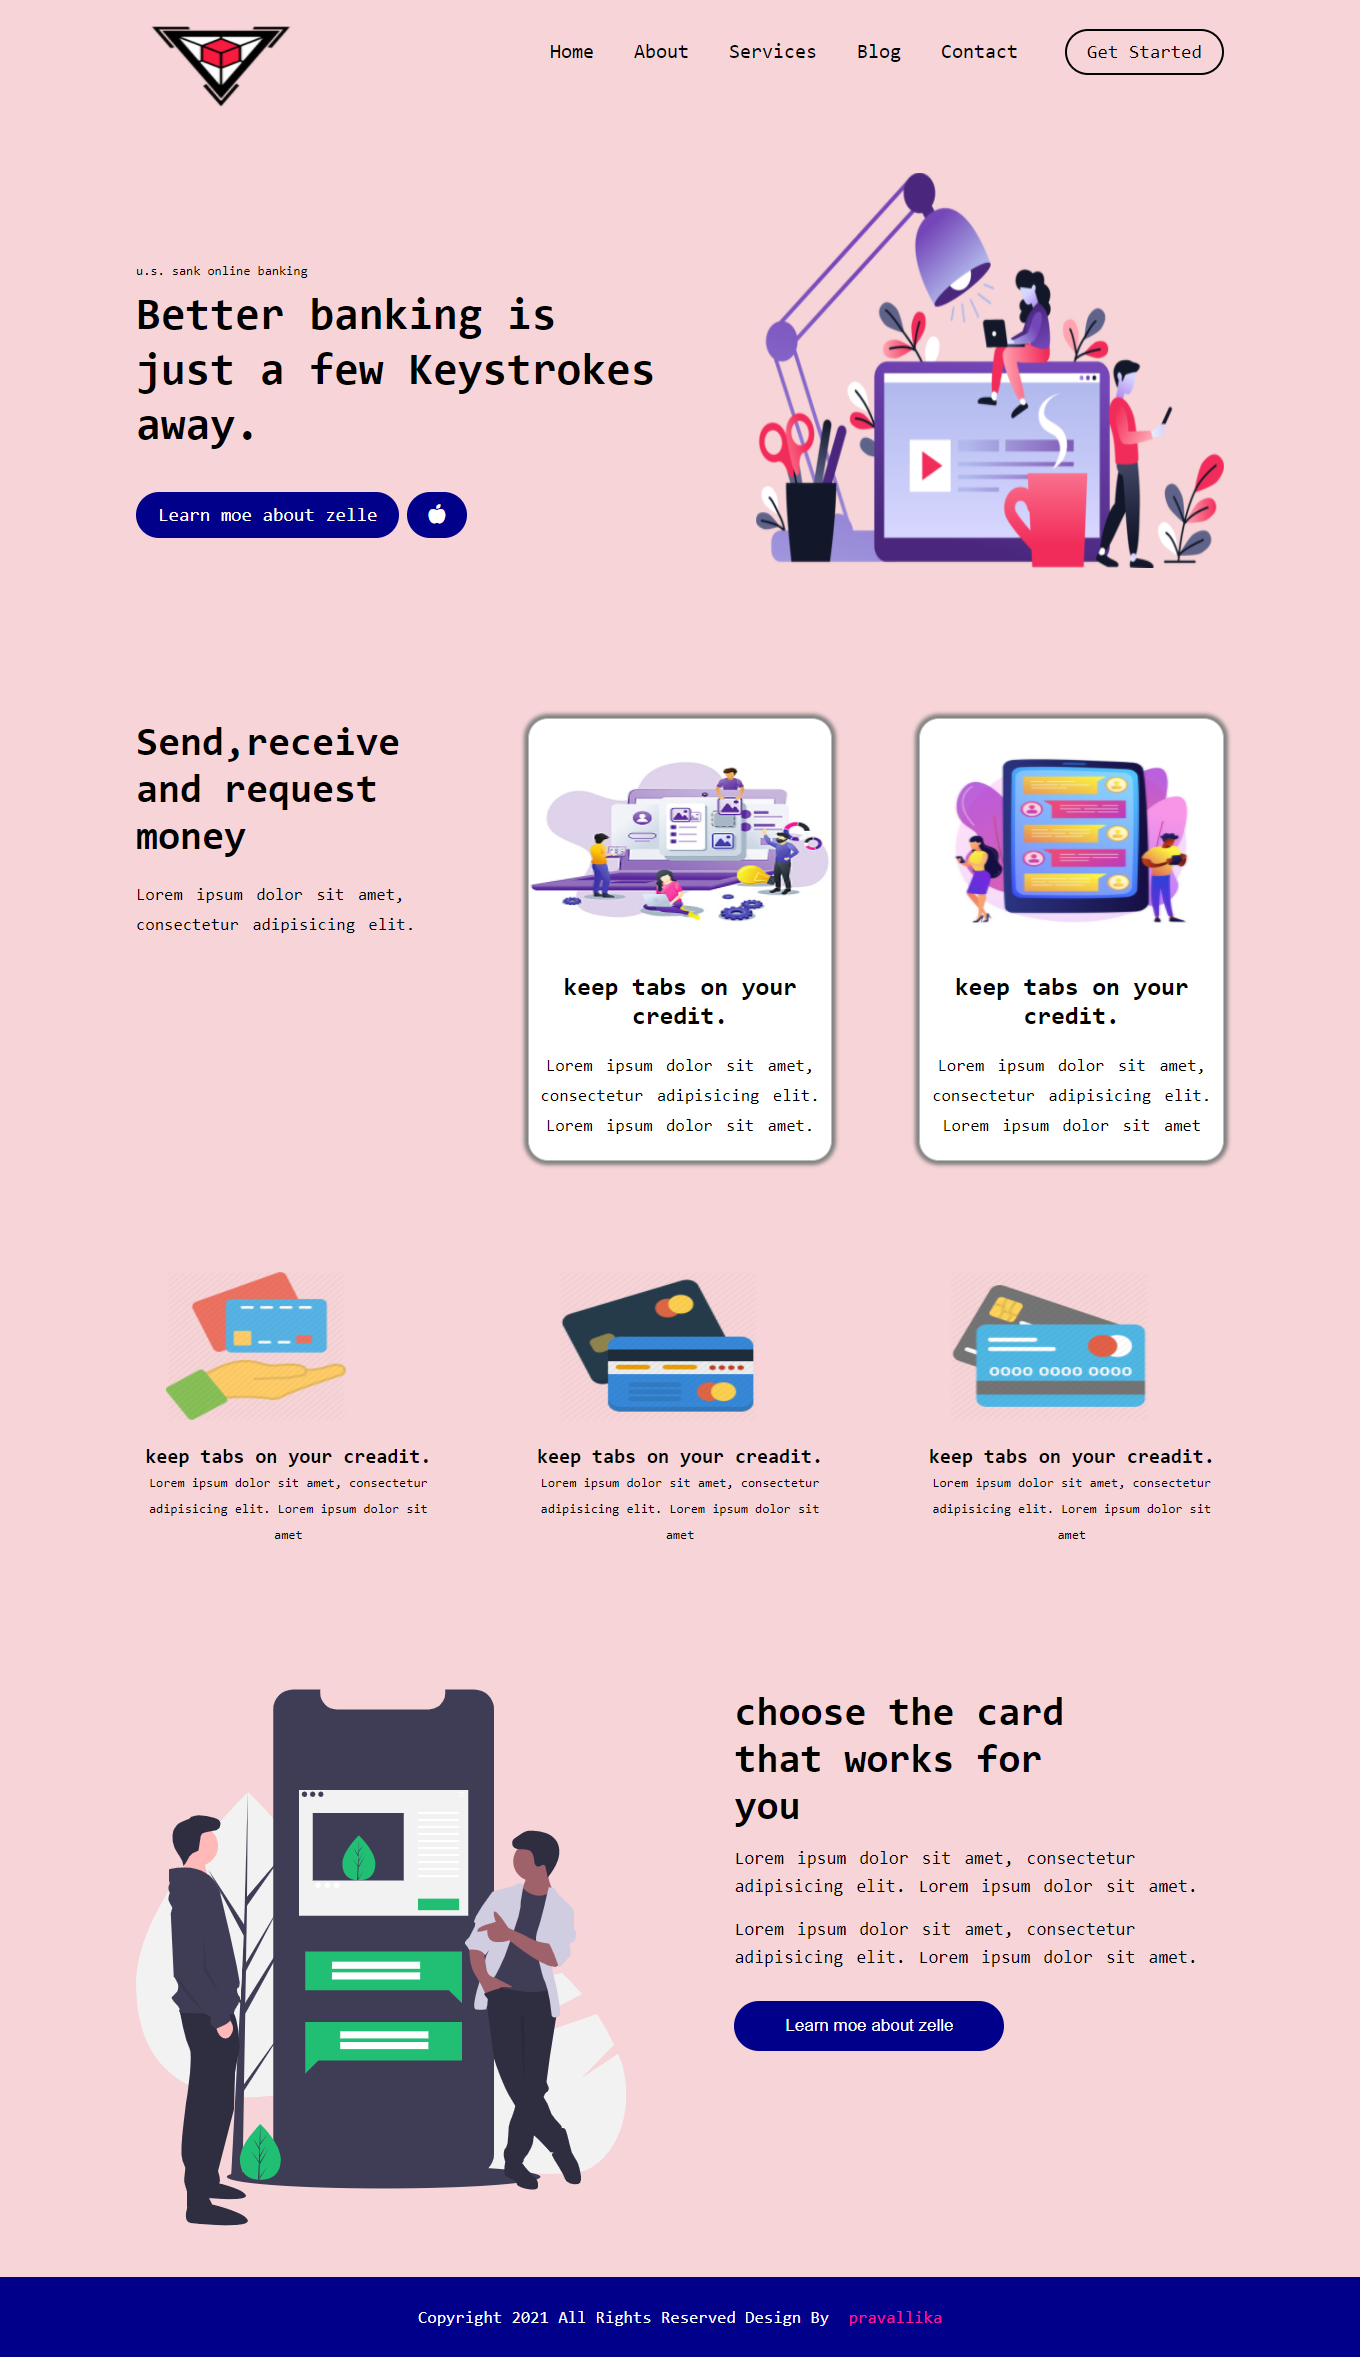 Home About Services Blog Contact Get Started
u.s. sank online banking
Better banking is
just a few Keystrokes
away.
Learn moe about zelle
Send,receive
and request
money
Lorem ipsum dolor sit amet,
consectetur adipisicing elit.
keep tabs on your
credit.
Lorem ipsum dolor sit amet,
consectetur adipisicing elit.
Lorem ipsum dolor sit amet.
keep tabs on your
credit.
Lorem ipsum dolor sit amet,
consectetur adipisicing elit.
Lorem ipsum dolor sit amet
0000 0000 0000
keep tabs on your creadit.
Lorem ipsum dolor sit amet, consectetur
adipisicing elit. Lorem ipsum dolor sit
amet
keep tabs on your creadit.
Lorem ipsum dolor sit amet, consectetur
adipisicing elit. Lorem ipsum dolor sit
amet
keep tabs on your creadit.
Lorem ipsum dolor sit amet, consectetur
adipisicing elit. Lorem ipsum dolor sit
amet
choose the card
that works for
you
Lorem ipsum dolor sit amet, consectetur
adipisicing elit. Lorem ipsum dolor sit amet.
Lorem ipsum dolor sit amet, consectetur
adipisicing elit. Lorem ipsum dolor sit amet.
Learn moe about zelle
Copyright 2021 All Rights Reserved Design By pravallika